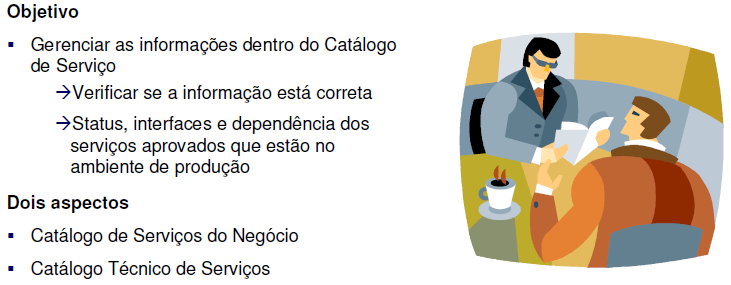 Objetivo
▪ Gerenciar as informações dentro do Catálogo
de Serviço
→Verificar se a informação está correta
→Status, interfaces e dependência dos
serviços aprovados que estão no
ambiente de produção
Dois aspectos
▪ Catálogo de Serviços do Negócio
▪ Catálogo Técnico de Serviços